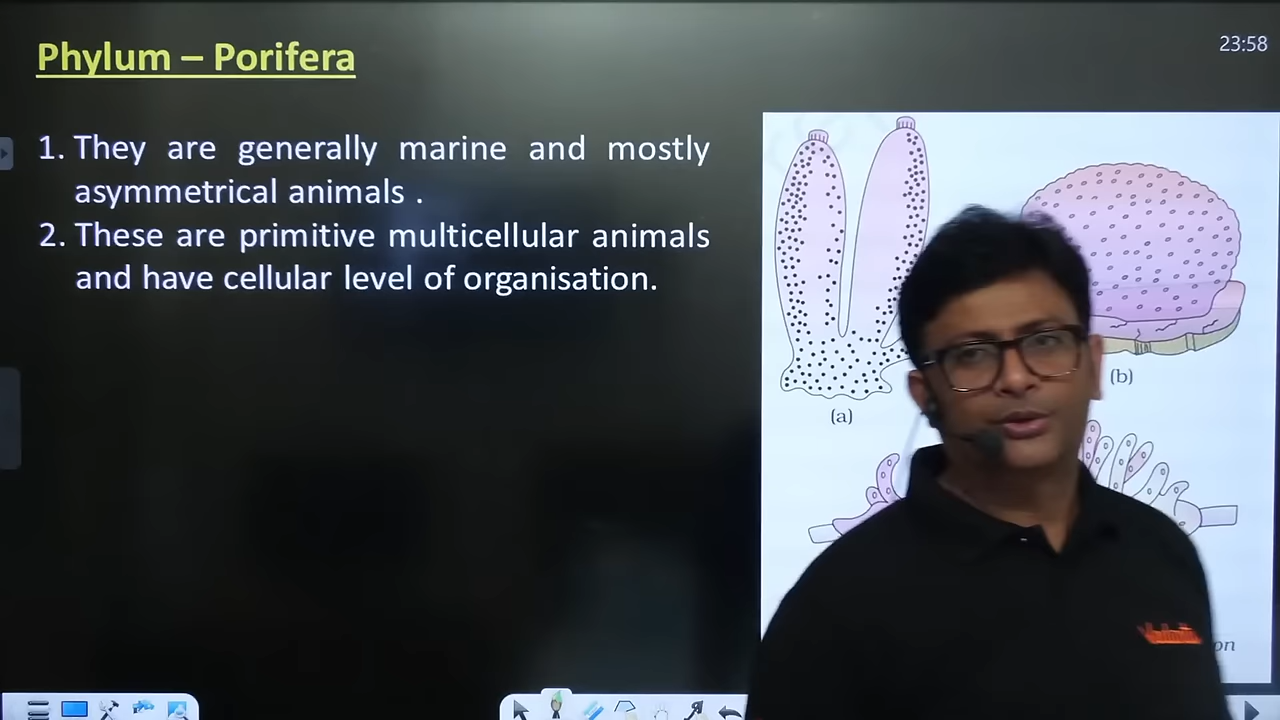 Phylum – Porifera
23:58
1. They are generally marine and mostly
asymmetrical animals .
2. These are primitive multicellular animals
and have cellular level of organisation.
(a)
(b)